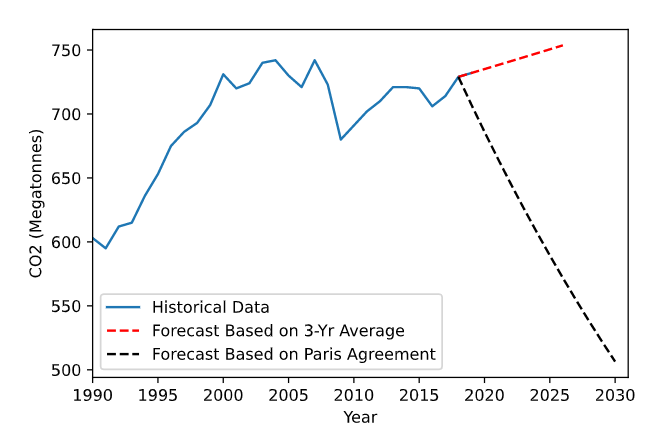 750
700
650
600
550
500
CO2 (Megatonnes)
Historical Data
Forecast Based on 3-Yr Average
Forecast Based on Paris Agreement
1990 1995 2000 2005 2010 2015 2020 2025 2030
Year